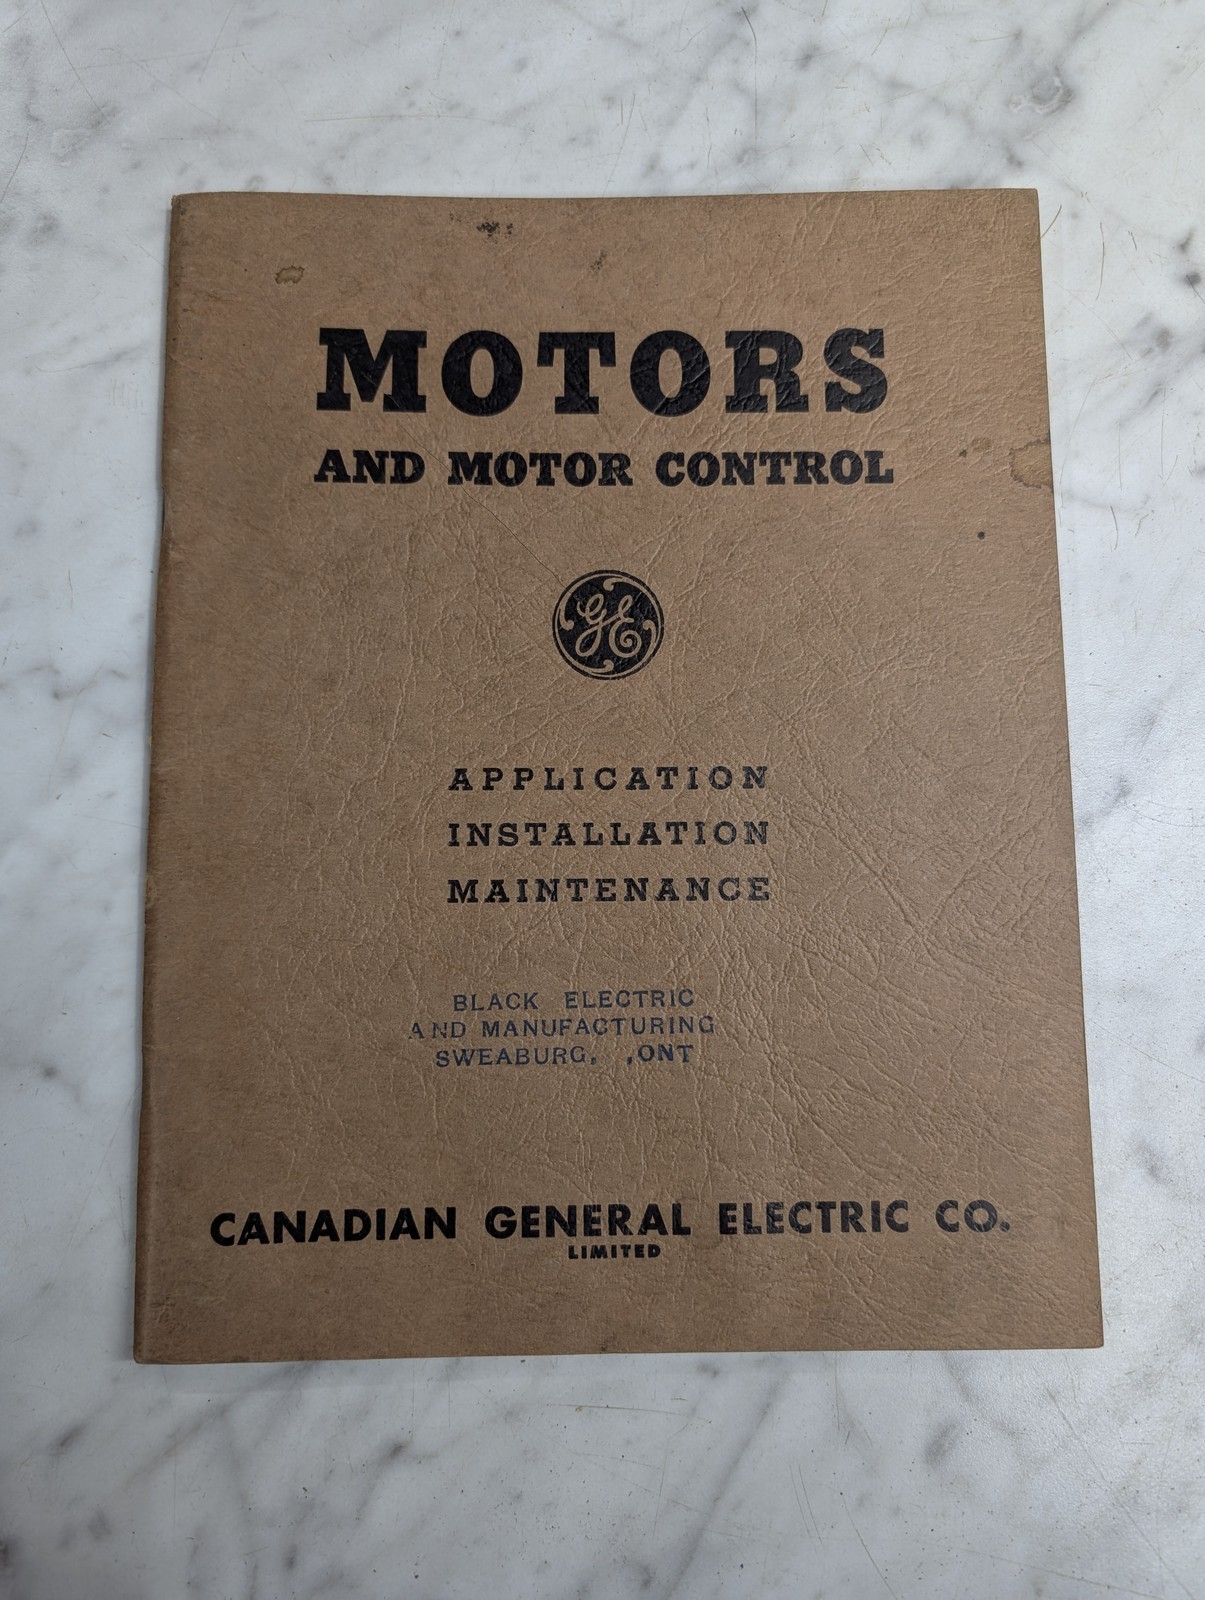 MOTORS
AND MOTOR CONTROL
GE
APPLICATION
INSTALLATION
MAINTENANCE
BLACK ELECTRIC
AND MANUFACTURING
SWEABURG, ,ONT
CANADIAN GENERAL ELECTRIC CO.
LIMITED